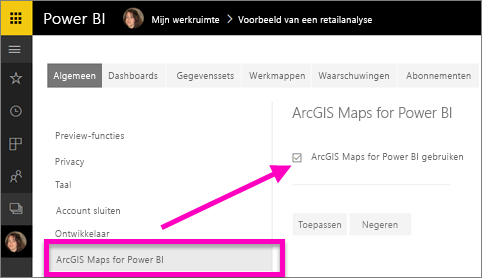 Power BI Mijn werkruimte > Voorbeeld van een retailanalyse
Algemeen Dashboards Gegevenssets Werkmappen Waarschuwingen Abonnementen
Preview-functies
Privacy
Taal
Account sluiten
Ontwikkelaar
ArcGIS Maps for Power BI
ArcGIS Maps for Power BI
ArcGIS Maps for Power BI gebruiken
Toepassen Negeren